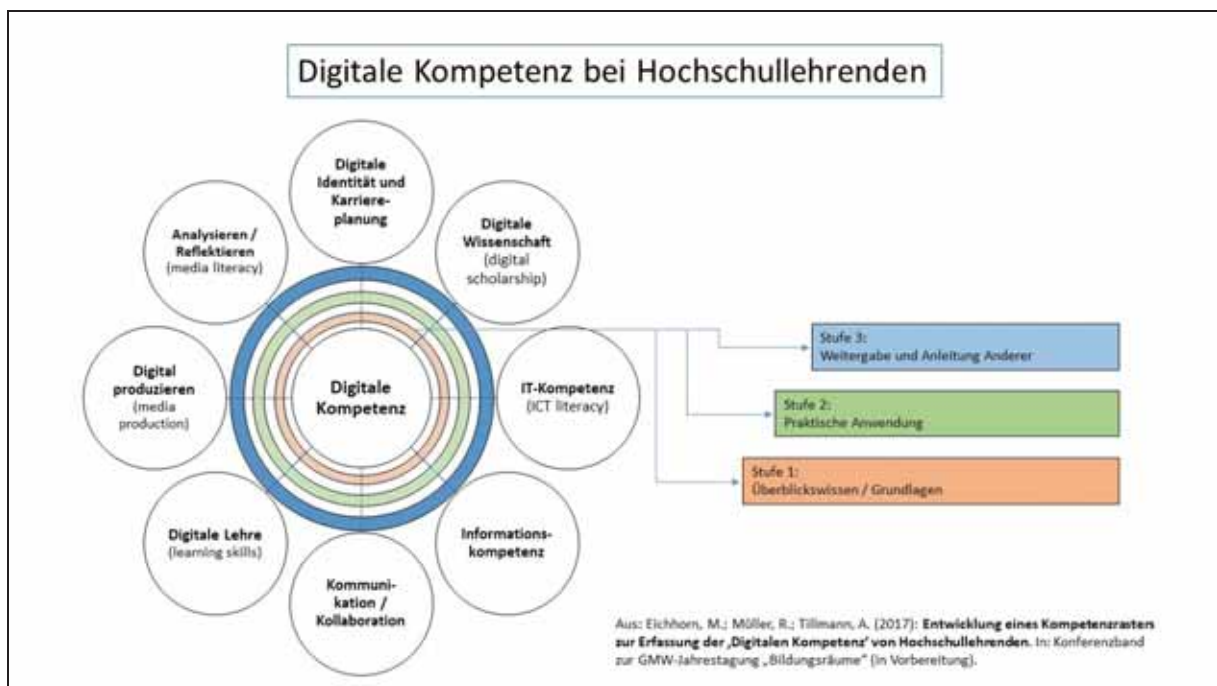 Digitale Kompetenz bei Hochschullehrenden
Digitale
Identität und
Karriere-
planung
Digitale
Wissenschaft
(digital
scholarship)
Analysieren /
Reflektieren
(media literacy)
Digital
produzieren
(media
production)
Digitale
Kompetenz
IT-Kompetenz
(ICT literacy)
Digitale Lehre
(learning skills)
Informations-
kompetenz
Kommuni-
kation /
Kollaboration
Stufe 3:
Weitergabe und Anleitung Anderer
Stufe 2:
Praktische Anwendung
Stufe 1:
Überblickswissen / Grundlagen
Aus: Eichhorn, M.; Müller, R.; Tillmann, A. (2017): Entwicklung eines Kompetenzrasters
zur Erfassung der ‚Digitalen Kompetenz‘ von Hochschullehrenden. In: Konferenzband
zur GMW-Jahrestagung „Bildungsräume“ (in Vorbereitung).